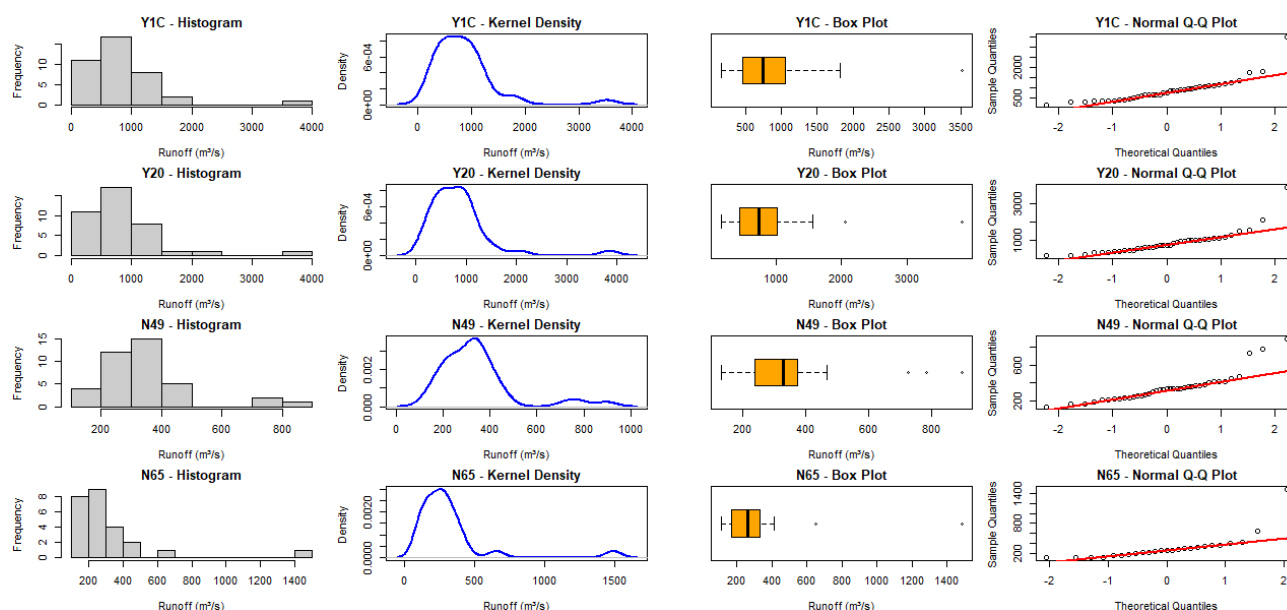 Y1C - Histogram
Frequency
0 5 10
0 1000 2000 3000 4000
Runoff (m³/s)
Y1C - Kernel Density
Density
0e+00 6e-04
0 1000 2000 3000 4000
Runoff (m³/s)
Y1C - Box Plot
500 1000 1500 2000 2500 3000 3500
Runoff (m³/s)
Y1C - Normal Q-Q Plot
Sample Quantiles
500 2000
-2 -1 0 1 2
Theoretical Quantiles
Y20 - Histogram
Frequency
0 5 10
0 1000 2000 3000 4000
Runoff (m³/s)
Y20 - Kernel Density
Density
0e+00 6e-04
0 1000 2000 3000 4000
Runoff (m³/s)
Y20 - Box Plot
1000 2000 3000
Runoff (m³/s)
Y20 - Normal Q-Q Plot
Sample Quantiles
1000 3000
-2 -1 0 1 2
Theoretical Quantiles
N49 - Histogram
Frequency
0 5 10 15
200 400 600 800
Runoff (m³/s)
N49 - Kernel Density
Density
0.000 0.002
0 200 400 600 800 1000
Runoff (m³/s)
N49 - Box Plot
200 400 600 800
Runoff (m³/s)
N49 - Normal Q-Q Plot
Sample Quantiles
200 600
-2 -1 0 1 2
Theoretical Quantiles
N65 - Histogram
Frequency
0 2 4 6 8
200 400 600 800 1000 1200 1400
Runoff (m³/s)
N65 - Kernel Density
Density
0.0000 0.0020
0 500 1000 1500
Runoff (m³/s)
N65 - Box Plot
200 400 600 800 1000 1200 1400
Runoff (m³/s)
N65 - Normal Q-Q Plot
Sample Quantiles
200 800 1400
-2 -1 0 1 2
Theoretical Quantiles